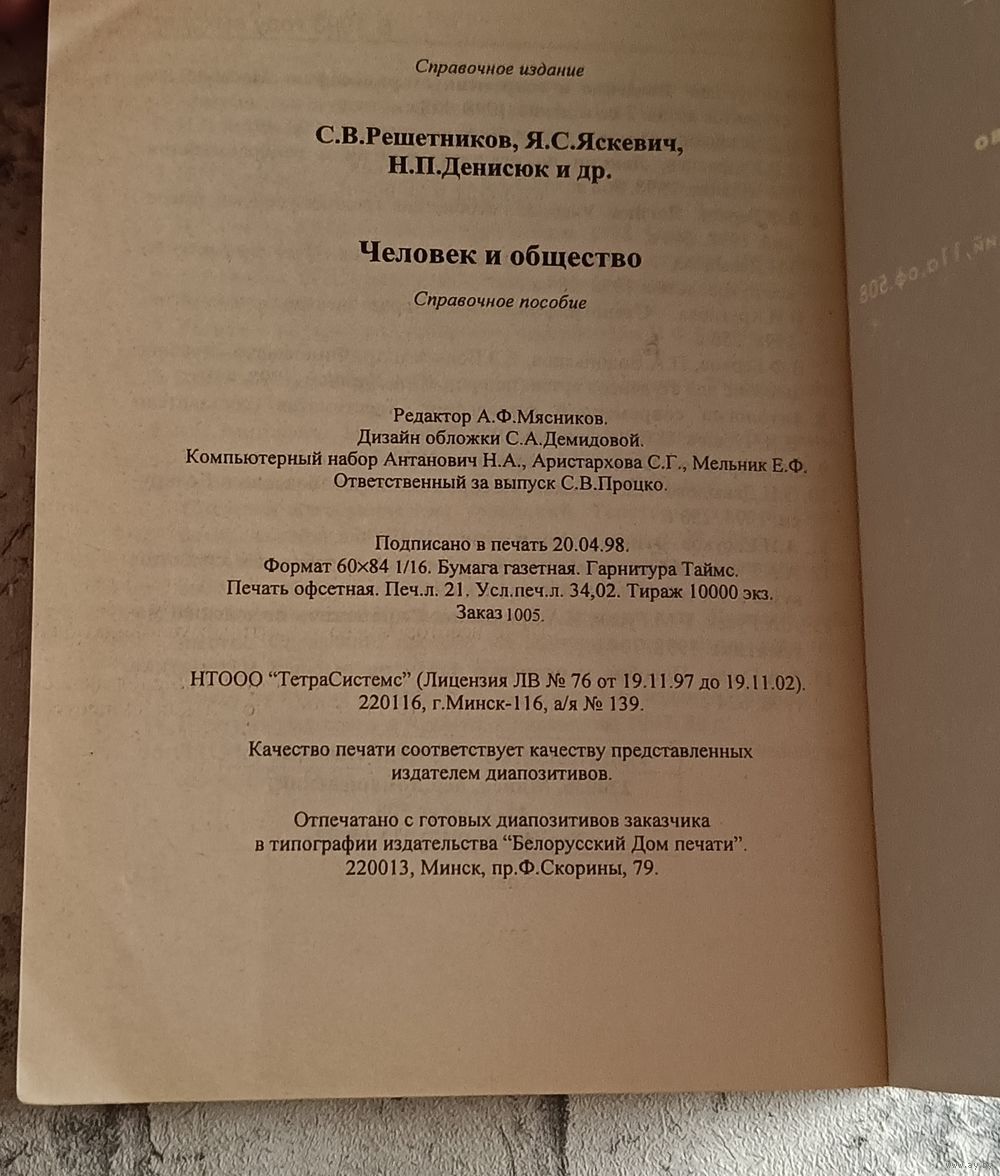 Справочное издание
С.В.Решетников, Я.С.Яскевич,
Н.П.Денисюк и др.
Человек и общество
Справочное пособие
Редактор А.Ф.Мясников.
Дизайн обложки С.А.Демидовой.
Компьютерный набор Антанович Н.А., Аристархова С.Г., Мельник Е.Ф.
Ответственный за выпуск С.В.Процко.
Подписано в печать 20.04.98.
Формат 60×84 1/16. Бумага газетная. Гарнитура Таймс.
Печать офсетная. Печ.л. 21. Усл.печ.л. 34,02. Тираж 10000 экз.
Заказ 1005.
НТООО “ТетраСистемс” (Лицензия ЛВ № 76 от 19.11.97 до 19.11.02).
220116, г.Минск-116, а/я № 139.
Качество печати соответствует качеству представленных
издателем диапозитивов.
Отпечатано с готовых диапозитивов заказчика
в типографии издательства “Белорусский Дом печати”.
220013, Минск, пр.Ф.Скорины, 79.